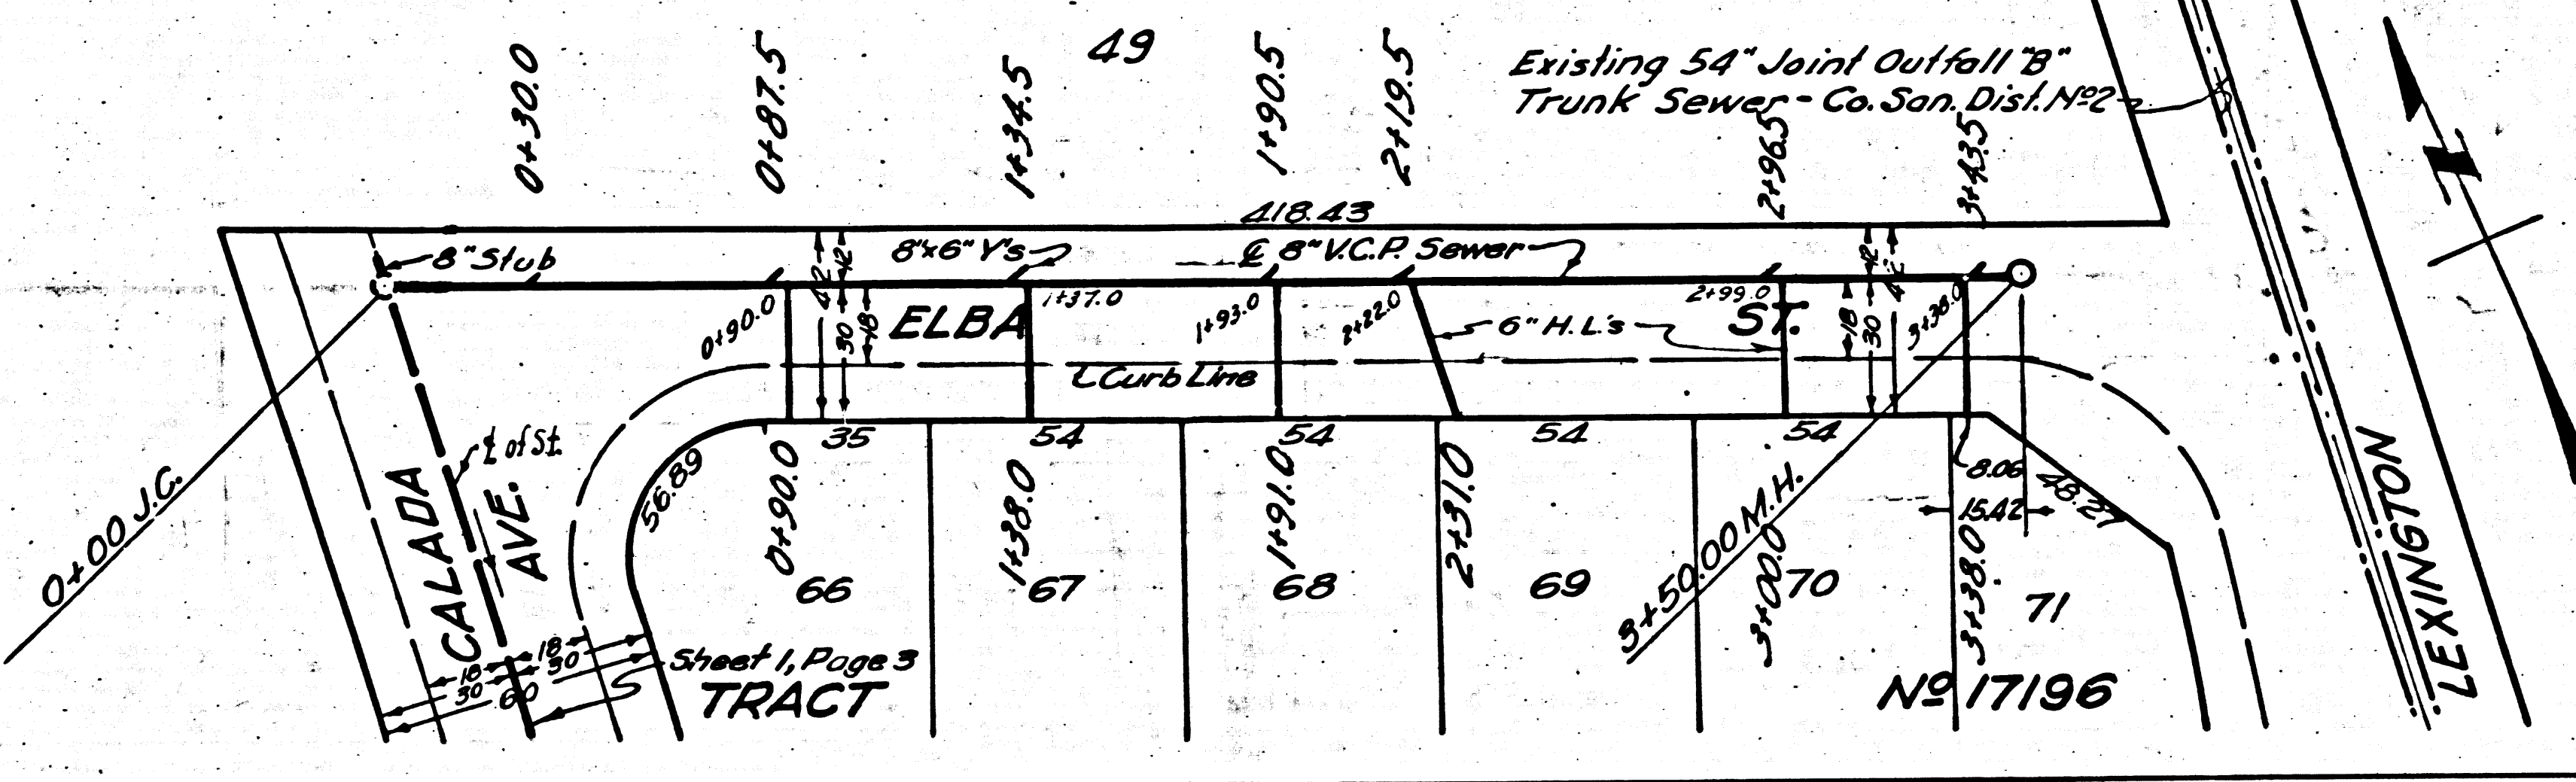 49
0+30.0
0+87.5
1+34.5
1+90.5
2+19.5
2+96.5
3+43.5
Existing 54" Joint Outfall "B"
Trunk Sewer - Co. San. Dist. Nº2
418.43
8" Stub
8"x6" Y's
℄ 8" V.C.P. Sewer
42
12
30
18
12
42
18
30
0+90.0
ELBA
1+37.0
1+93.0
2+22.0
6" H.L's
2+99.0
ST.
3+38.0
Curb Line
35
54
54
54
54
8.06
48.27
15.42
56.89
0+00 J.C.
CALADA
AVE.
℄ of St.
0+90.0
1+38.0
1+91.0
2+31.0
3+50.00 M.H.
3+00.0
3+38.0
66
67
68
69
70
71
18
18
30
30
60
Sheet 1, Page 3
TRACT
Nº 17196
LEXINGTON
N